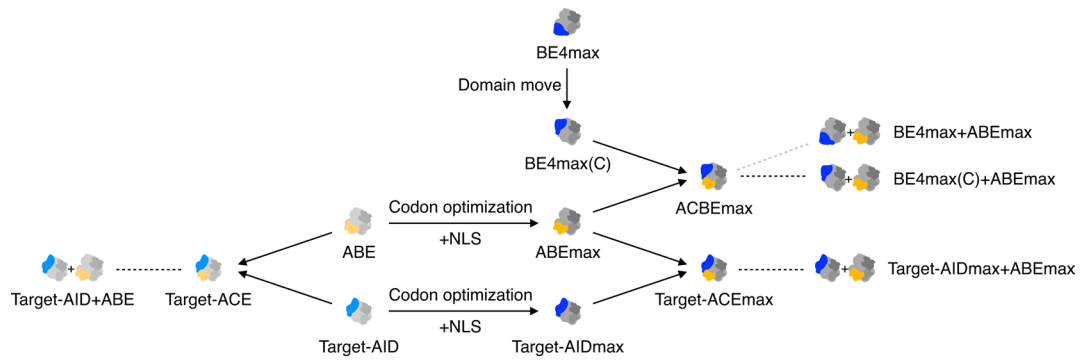 BE4max
Domain move
BE4max(C)
+
BE4max+ABEmax
+
BE4max(C)+ABEmax
ACBEmax
Codon optimization
+NLS
ABE
ABEmax
+
Target-AID+ABE
Target-ACE
Target-ACEmax
+
Target-AIDmax+ABEmax
Codon optimization
+NLS
Target-AID
Target-AIDmax